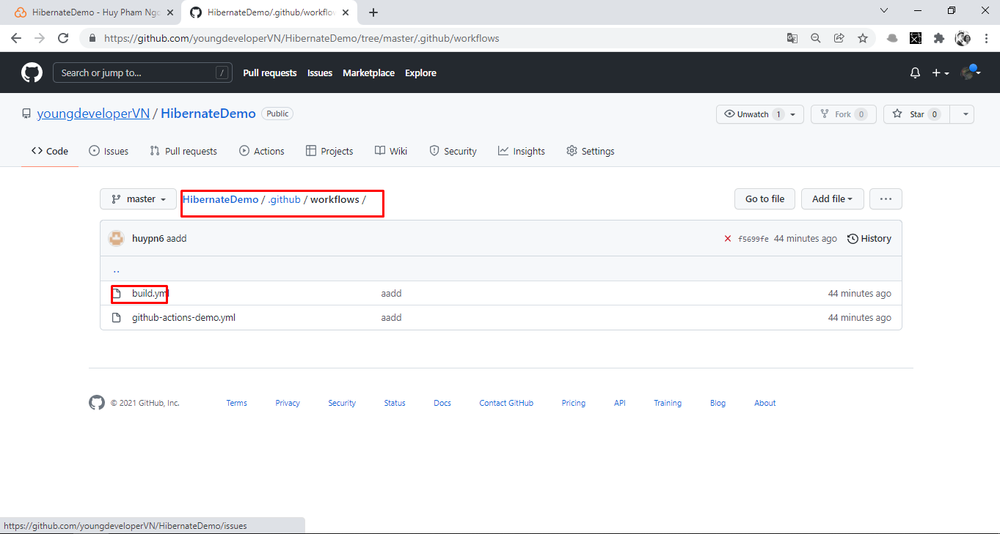 HibernateDemo - Huy Pham Ngo
HibernateDemo/.github/workflow
https://github.com/youngdeveloperVN/HibernateDemo/tree/master/.github/workflows
Search or jump to... /
Pull requests Issues Marketplace Explore
youngdeveloperVN / HibernateDemo Public
Unwatch 1 Fork 0 Star 0
Code Issues Pull requests Actions Projects Wiki Security Insights Settings
master HibernateDemo / .github / workflows / Go to file Add file ...
huypn6 aadd f5699fe 44 minutes ago History
..
build.yml aadd 44 minutes ago
github-actions-demo.yml aadd 44 minutes ago
© 2021 GitHub, Inc. Terms Privacy Security Status Docs Contact GitHub Pricing API Training Blog About
https://github.com/youngdeveloperVN/HibernateDemo/issues